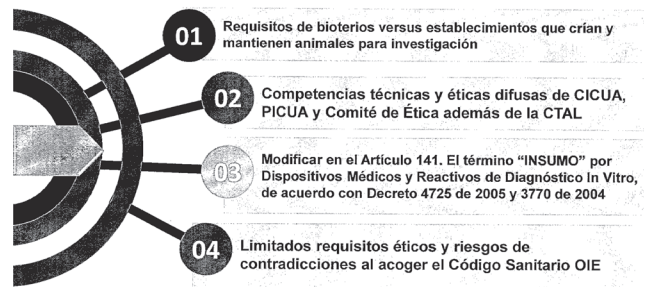 01
Requisitos de bioterios versus establecimientos que crían y
mantienen animales para investigación
02
Competencias técnicas y éticas difusas de CICUA,
PICUA y Comité de Ética además de la CTAL
03
Modificar en el Artículo 141. El término “INSUMO” por
Dispositivos Médicos y Reactivos de Diagnóstico In Vitro,
de acuerdo con Decreto 4725 de 2005 y 3770 de 2004
04
Limitados requisitos éticos y riesgos de
contradicciones al acoger el Código Sanitario OIE